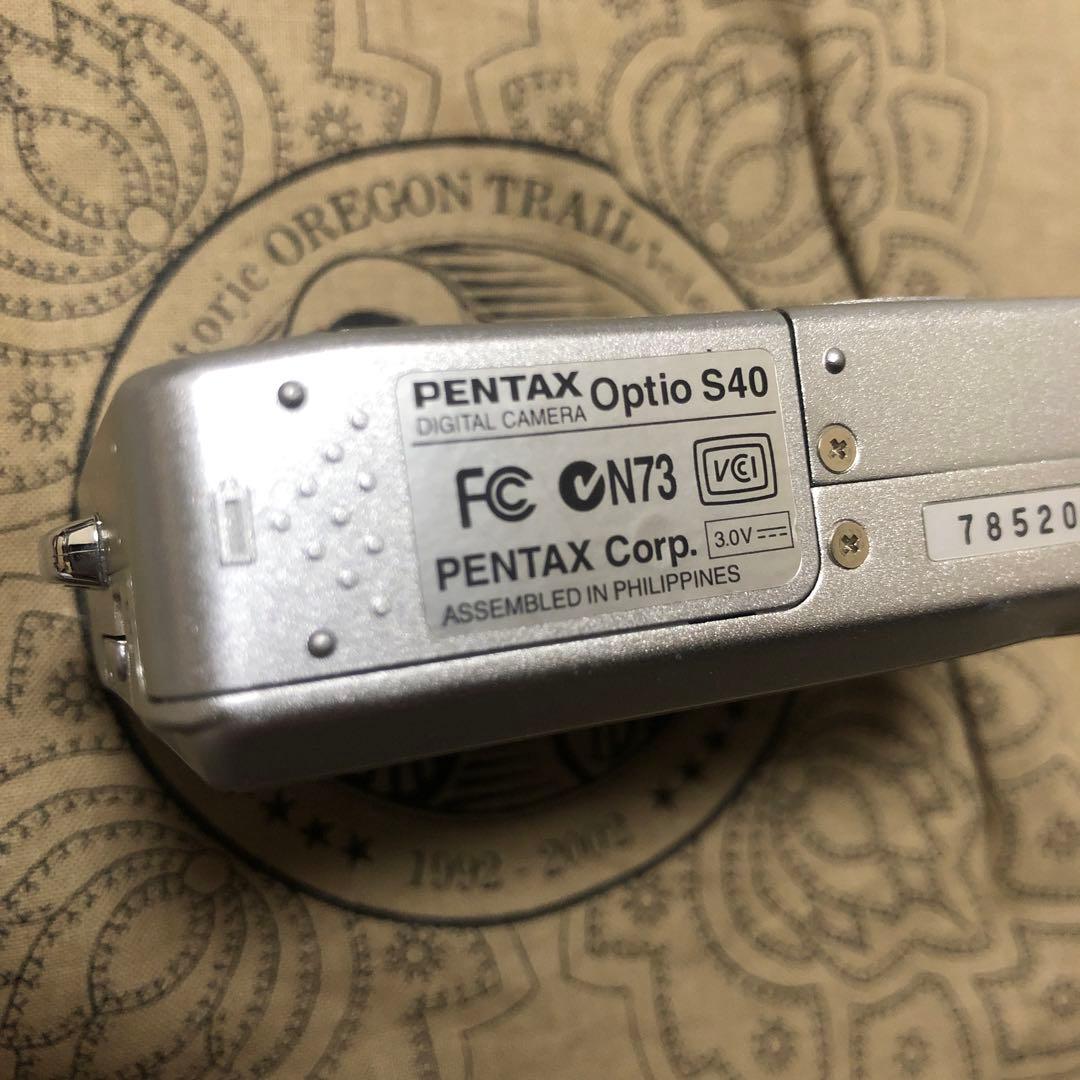 OREGON TRAIL
PENTAX Optio S40
DIGITAL CAMERA
FC N73 VCI
PENTAX Corp. 3.0V
ASSEMBLED IN PHILIPPINES
78520
1992 - 2002